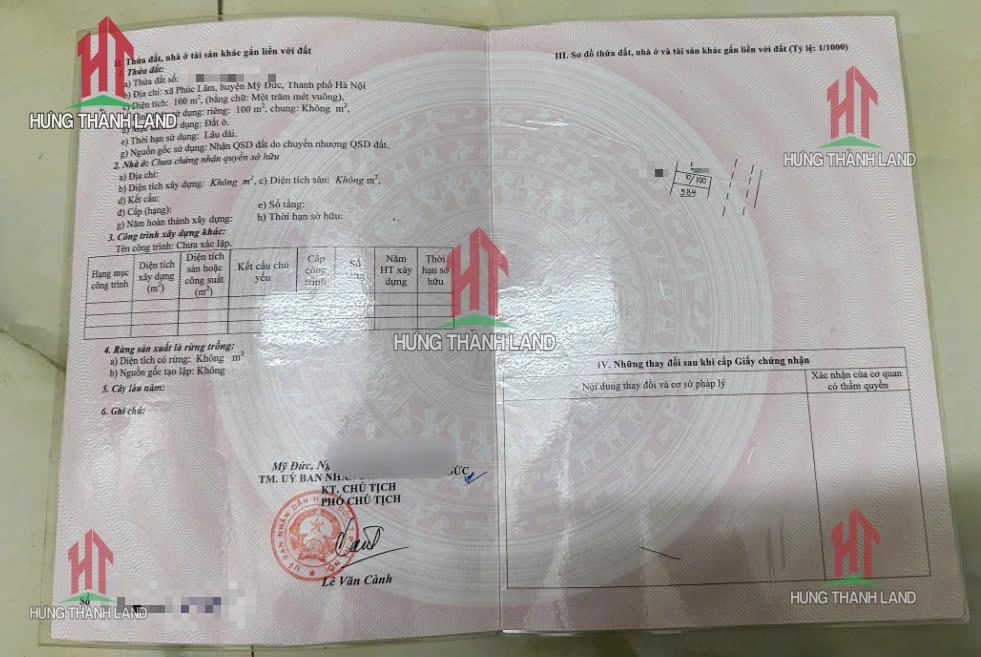 II. Thửa đất, nhà ở tài sản khác gắn liền với đất
1. Thửa đất:
a) Thửa đất số:
b) Địa chỉ: xã Phúc Lâm, huyện Mỹ Đức, Thành phố Hà Nội
c) Diện tích: 100 m², (bằng chữ: Một trăm mét vuông),
sử dụng: riêng: 100 m², chung: Không m²,
Đất ở.
e) Thời hạn sử dụng: Lâu dài.
g) Nguồn gốc sử dụng: Nhận QSD đất do chuyển nhượng QSD đất.
2. Nhà ở: Chưa chứng nhận quyền sở hữu
a) Địa chỉ:
b) Diện tích xây dựng: Không m², c) Diện tích sàn: Không m²,
d) Kết cấu: e) Số tầng:
đ) Cấp (hạng):
g) Năm hoàn thành xây dựng: h) Thời hạn sở hữu:
3. Công trình xây dựng khác:
Tên công trình: Chưa xác lập.
Hạng mục công trình
Diện tích xây dựng (m²)
Diện tích sàn hoặc công suất (m²)
Kết cấu chủ yếu
Cấp công trình
Số
Năm HT xây dựng
Thời hạn sở hữu
4. Rừng sản xuất là rừng trồng:
a) Diện tích có rừng: Không m²
b) Nguồn gốc tạo lập: Không
5. Cây lâu năm:
6. Ghi chú:
Mỹ Đức,
TM. UỶ BAN
KT. CHỦ TỊCH
PHÓ CHỦ TỊCH
Lê Văn Cành
Số
III. Sơ đồ thửa đất, nhà ở và tài sản khác gắn liền với đất (Tỷ lệ: 1/1000)
100
984
IV. Những thay đổi sau khi cấp Giấy chứng nhận
Nội dung thay đổi và cơ sở pháp lý
Xác nhận của cơ quan có thẩm quyền
HƯNG THÀNH LAND
HƯNG THÀNH LAND
HƯNG THÀNH LAND
HƯNG THÀNH LAND
HƯNG THÀNH LAND